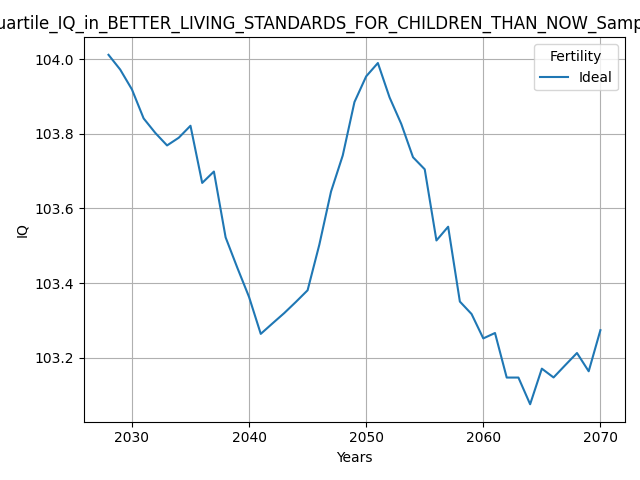 uartile_IQ_in_BETTER_LIVING_STANDARDS_FOR_CHILDREN_THAN_NOW_Samp
Fertility
Ideal
104.0
103.8
103.6
103.4
103.2
IQ
2030 2040 2050 2060 2070
Years